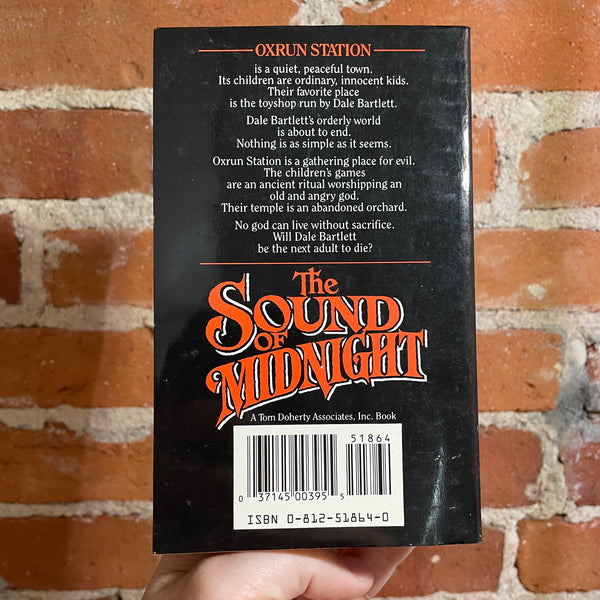 OXRUN STATION
is a quiet, peaceful town.
Its children are ordinary, innocent kids.
Their favorite place
is the toyshop run by Dale Bartlett.
Dale Bartlett's orderly world
is about to end.
Nothing is as simple as it seems.
Oxrun Station is a gathering place for evil.
The children's games
are an ancient ritual worshipping an
old and angry god.
Their temple is an abandoned orchard.
No god can live without sacrifice.
Will Dale Bartlett
be the next adult to die?
The
SOUND
OF
MIDNIGHT
A Tom Doherty Associates, Inc. Book
51864
0 37145 00395 5
ISBN 0-812-51864-0